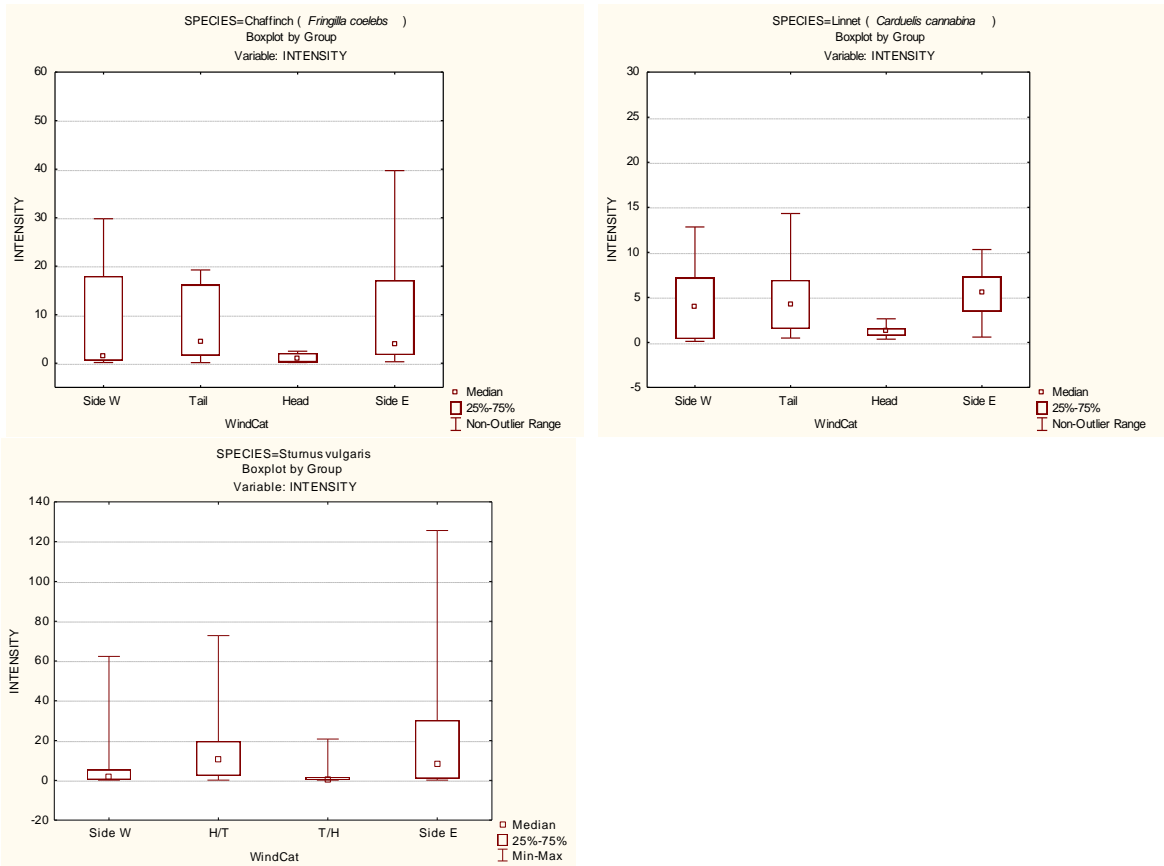 SPECIES=Chaffinch ( Fringilla coelebs )
Boxplot by Group
Variable: INTENSITY
60
50
40
30
20
10
0
INTENSITY
Side W Tail Head Side E
WindCat
Median
25%-75%
Non-Outlier Range
SPECIES=Linnet ( Carduelis cannabina )
Boxplot by Group
Variable: INTENSITY
30
25
20
15
10
5
0
-5
INTENSITY
Side W Tail Head Side E
WindCat
Median
25%-75%
Non-Outlier Range
SPECIES=Sturnus vulgaris
Boxplot by Group
Variable: INTENSITY
140
120
100
80
60
40
20
0
-20
INTENSITY
Side W H/T T/H Side E
WindCat
Median
25%-75%
Min-Max